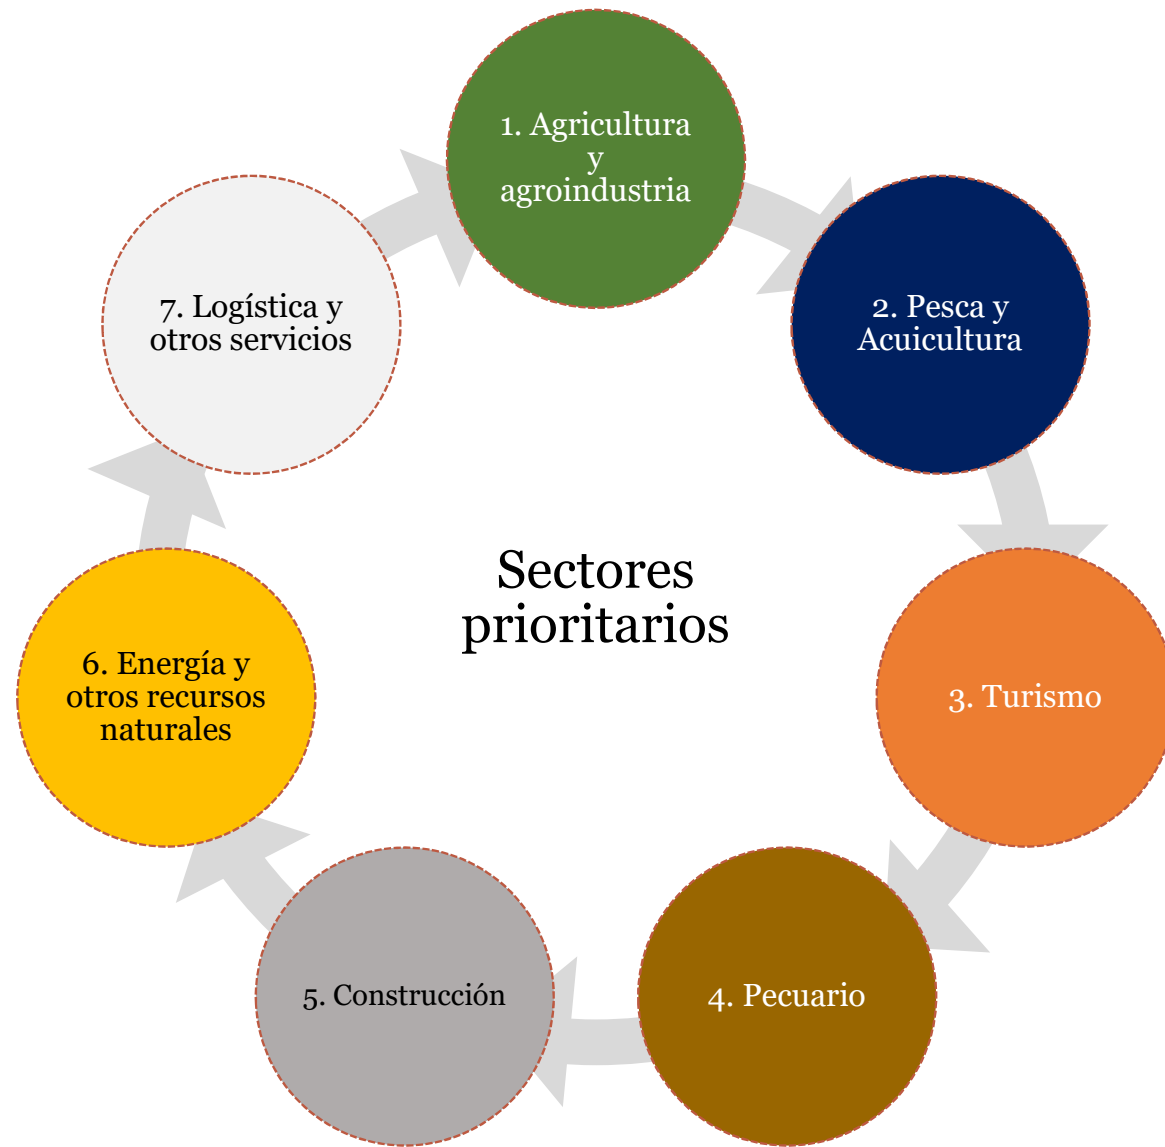 1. Agricultura
y
agroindustria
2. Pesca y
Acuicultura
3. Turismo
4. Pecuario
5. Construcción
6. Energía y
otros recursos
naturales
7. Logística y
otros servicios
Sectores
prioritarios